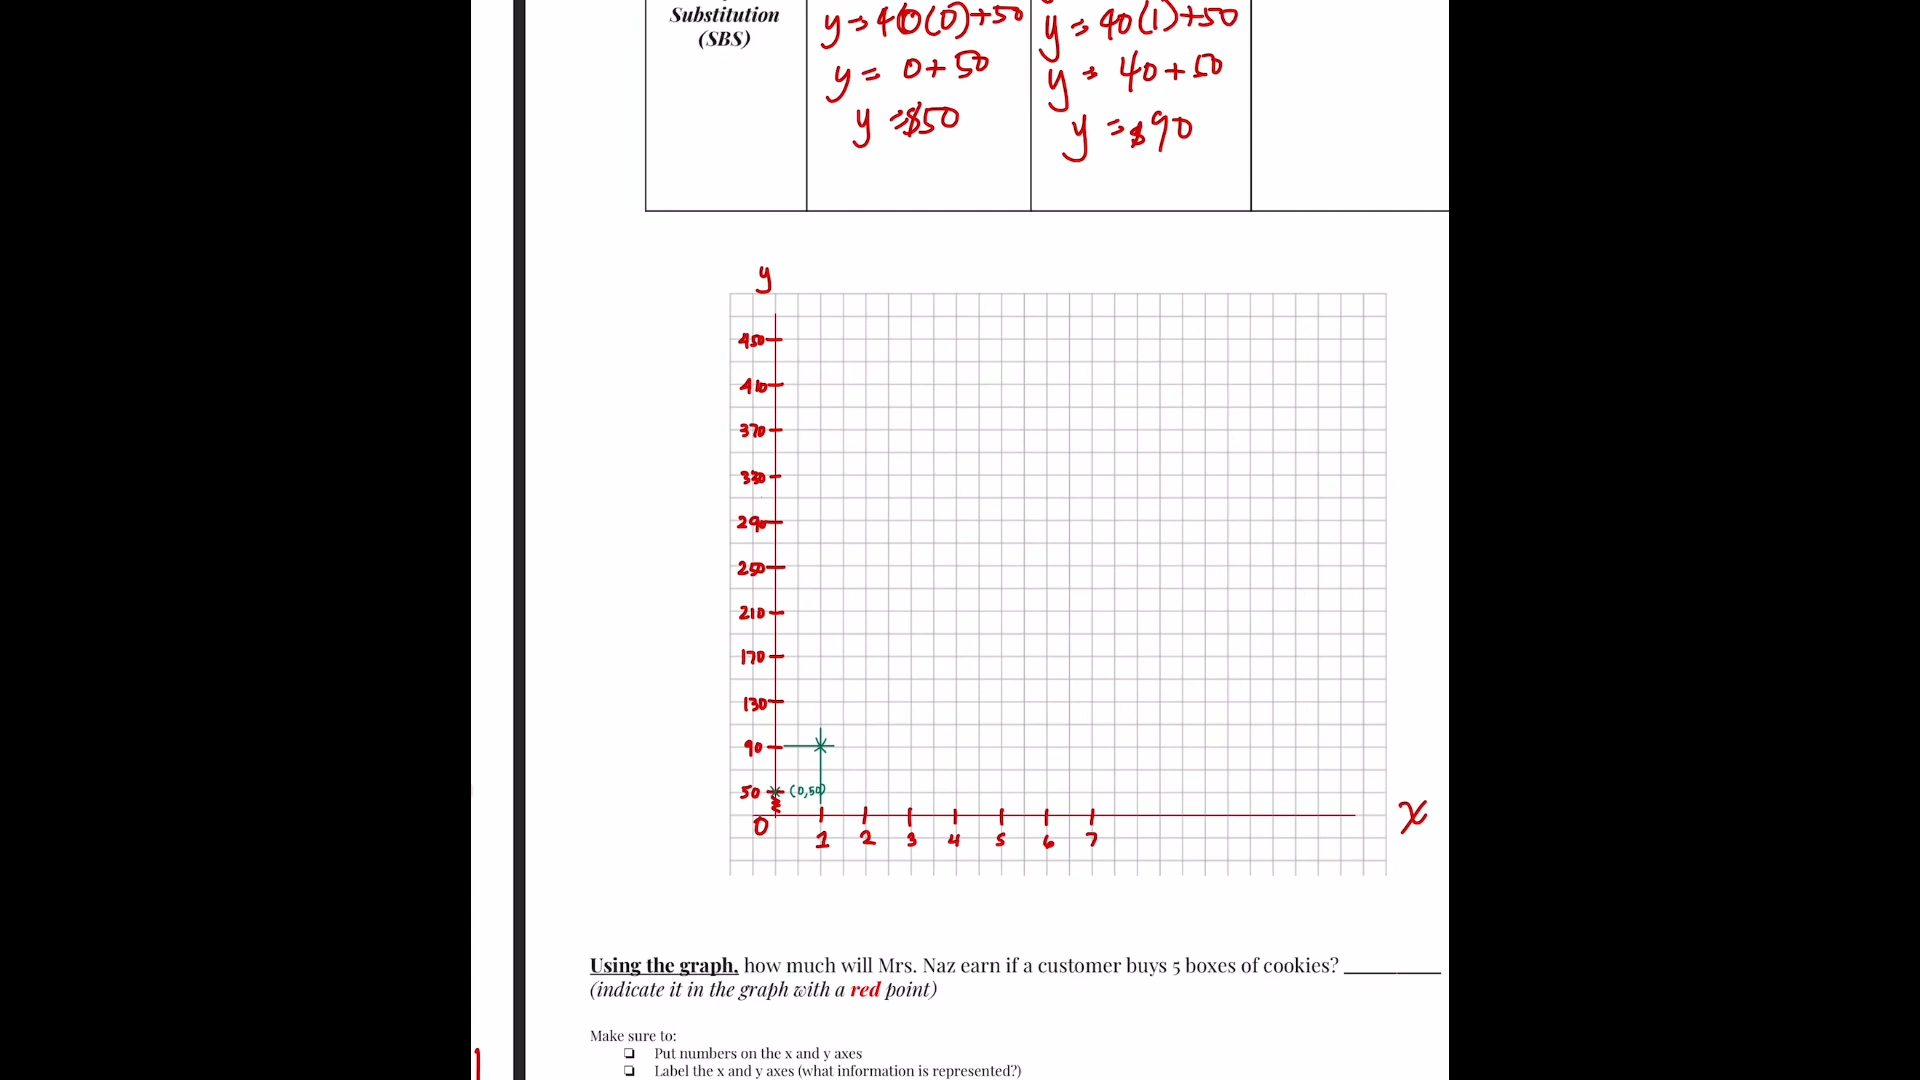 Substitution
(SBS)
y = 40(0)+50
y = 0+50
y = $50
y = 40(1)+50
y = 40+50
y = $90
y
450
410
370
330
290
250
210
170
130
90
50 (0,50)
0
1 2 3 4 5 6 7
x
Using the graph, how much will Mrs. Naz earn if a customer buys 5 boxes of cookies? __________
(indicate it in the graph with a red point)
Make sure to:
❏ Put numbers on the x and y axes
❏ Label the x and y axes (what information is represented?)